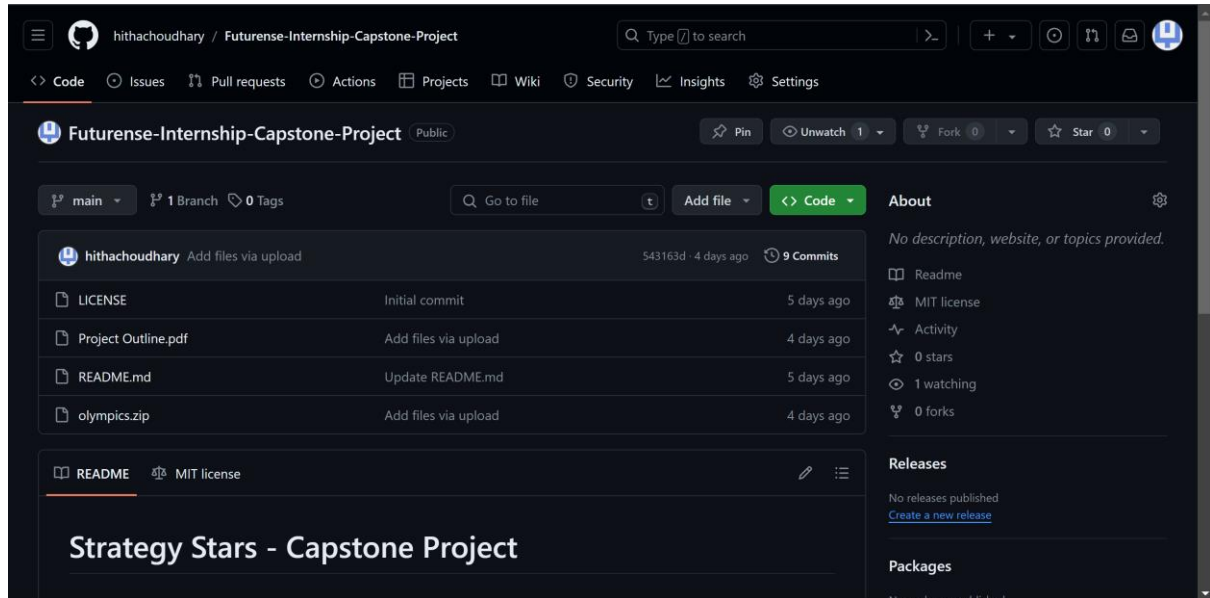 hithachoudhary / Futurense-Internship-Capstone-Project
Type / to search
Code Issues Pull requests Actions Projects Wiki Security Insights Settings
Futurense-Internship-Capstone-Project Public
Pin Unwatch 1 Fork 0 Star 0
main 1 Branch 0 Tags Go to file t Add file Code
hithachoudhary Add files via upload 543163d · 4 days ago 9 Commits
LICENSE Initial commit 5 days ago
Project Outline.pdf Add files via upload 4 days ago
README.md Update README.md 5 days ago
olympics.zip Add files via upload 4 days ago
README MIT license
Strategy Stars - Capstone Project
About
No description, website, or topics provided.
Readme
MIT license
Activity
0 stars
1 watching
0 forks
Releases
No releases published
Create a new release
Packages